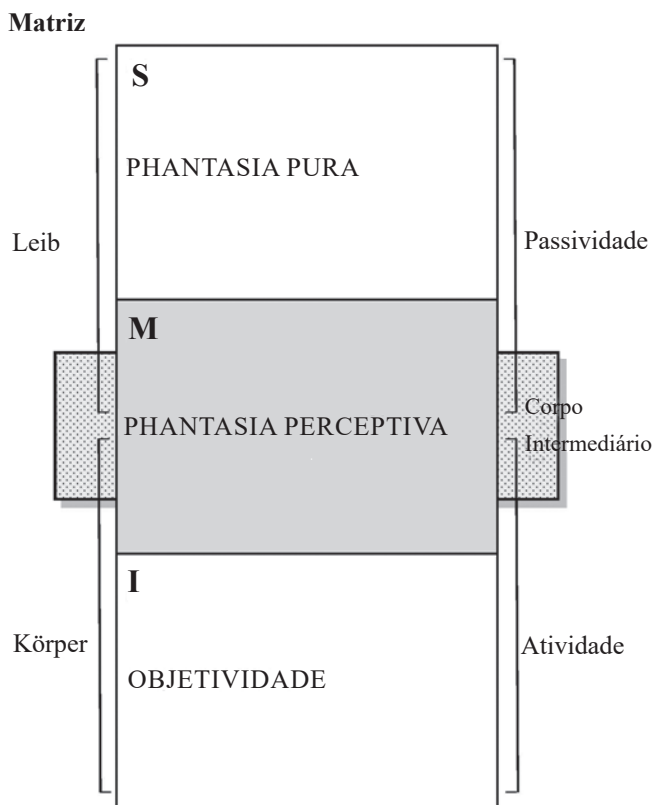 Matriz
S
PHANTASIA PURA
Leib
Passividade
M
Corpo
PHANTASIA PERCEPTIVA
Intermediário
I
Körper
Atividade
OBJETIVIDADE